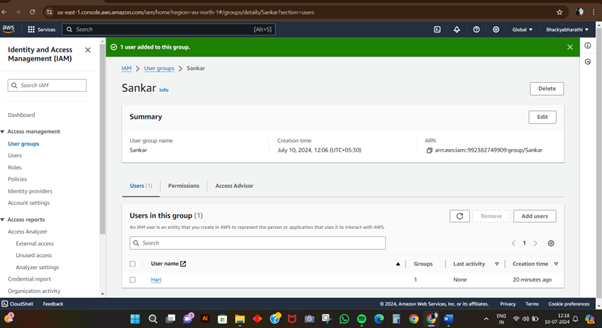 us-east-1.console.aws.amazon.com/iam/home?region=eu-north-1#/groups/details/Sankar?section=users
aws Services Search [Alt+S] Global Bhackyabharathi
Identity and Access Management (IAM)
Search IAM
Dashboard
Access management
User groups
Users
Roles
Policies
Identity providers
Account settings
Access reports
Access Analyzer
External access
Unused access
Analyzer settings
Credential report
Organization activity
1 user added to this group.
IAM > User groups > Sankar
Sankar Info
Delete
Summary
Edit
User group name
Sankar
Creation time
July 10, 2024, 12:06 (UTC+05:30)
ARN
arn:aws:iam::992382749909:group/Sankar
Users (1) Permissions Access Advisor
Users in this group (1)
Remove Add users
An IAM user is an entity that you create in AWS to represent the person or application that uses it to interact with AWS.
Search
1
User name Groups Last activity Creation time
Hari 1 None 20 minutes ago
CloudShell Feedback © 2024, Amazon Web Services, Inc. or its affiliates. Privacy Terms Cookie preferences
ENG
IN
12:18
10-07-2024